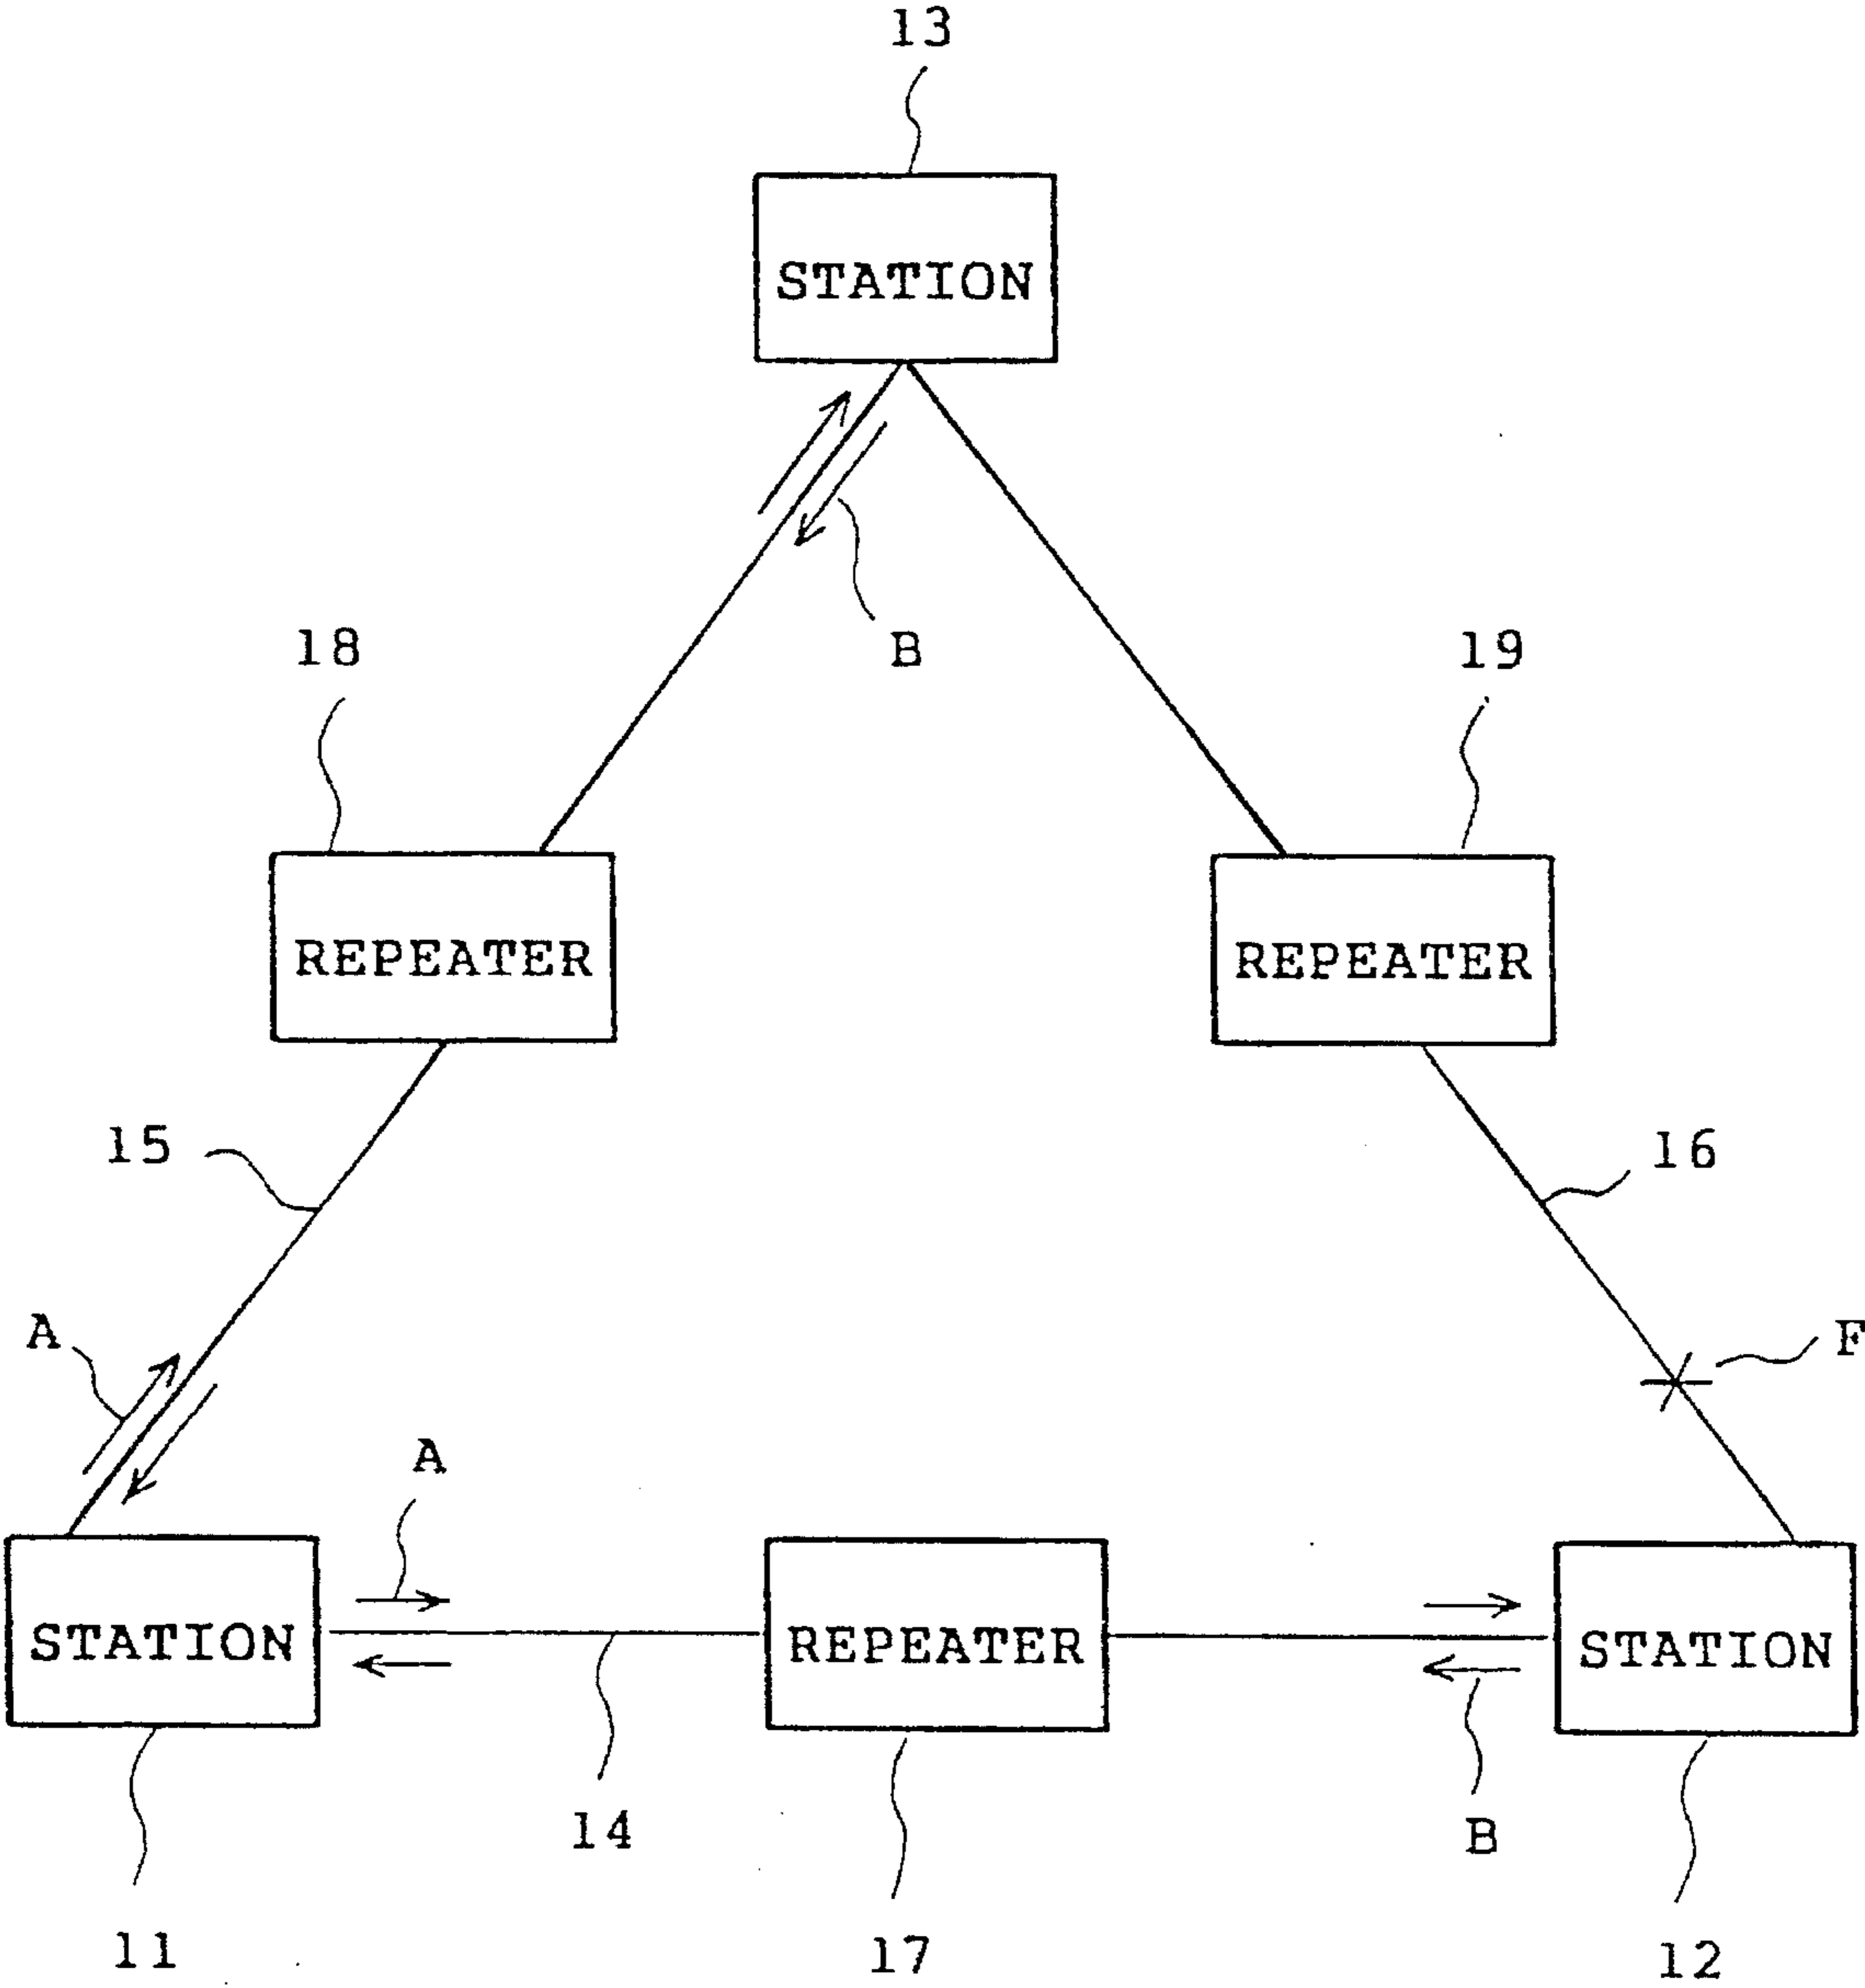 13
STATION
B
18
19
REPEATER
REPEATER
15
16
A
F
A
STATION
REPEATER
STATION
14
B
11
17
12